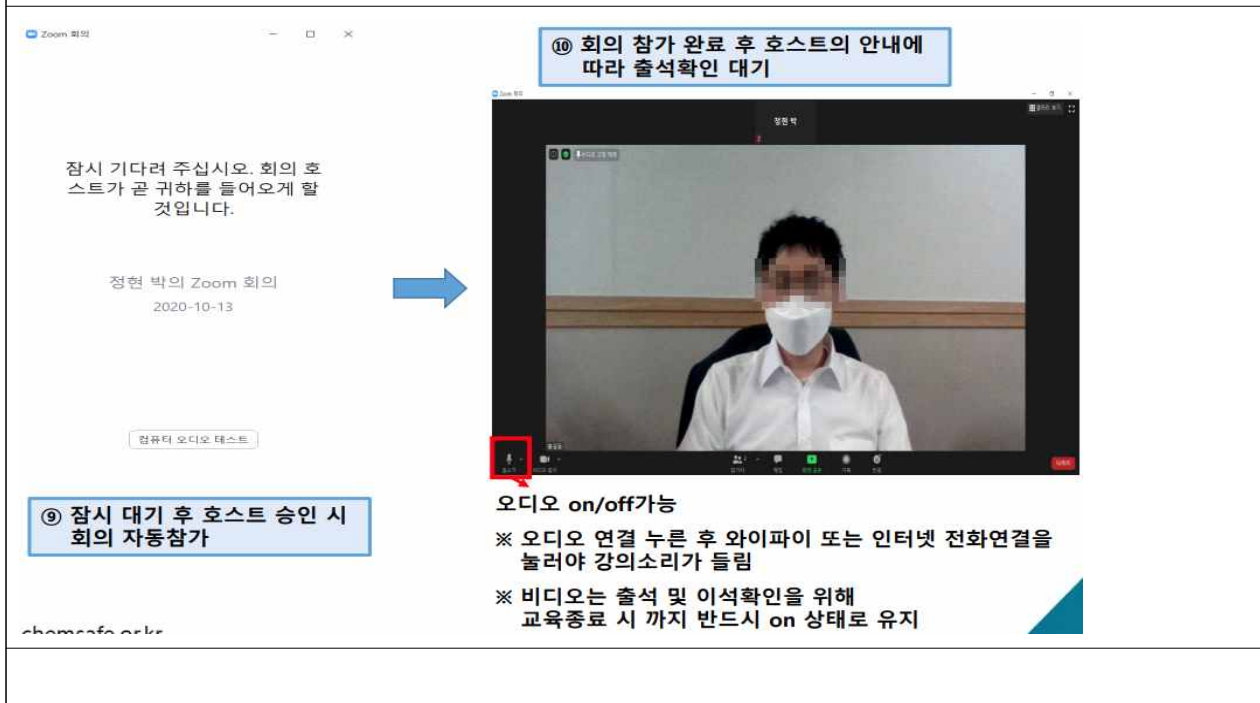 Zoom 회의
잠시 기다려 주십시오. 회의 호
스트가 곧 귀하를 들어오게 할
것입니다.
정현 박의 Zoom 회의
2020-10-13
컴퓨터 오디오 테스트
⑨ 잠시 대기 후 호스트 승인 시
회의 자동참가
chemsafe.or.kr
⑩ 회의 참가 완료 후 호스트의 안내에
따라 출석확인 대기
Zoom 회의
정현 박
오디오 on/off가능
※ 오디오 연결 누른 후 와이파이 또는 인터넷 전화연결을
눌러야 강의소리가 들림
※ 비디오는 출석 및 이석확인을 위해
교육종료 시 까지 반드시 on 상태로 유지